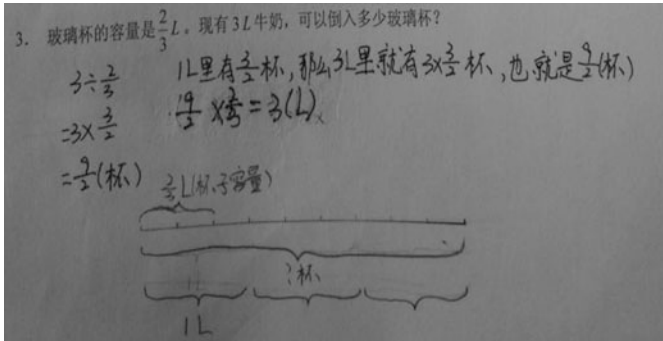 3. 玻璃杯的容量是2/3L。现有3L牛奶，可以倒入多少玻璃杯？
3÷2/3 1L里有3/2杯，那么3L里就有3×3/2杯，也就是9/2(杯)
=3×3/2 9/2×2/3=3(L)
=9/2(杯) 2/3L(杯子容量)
?杯
1L